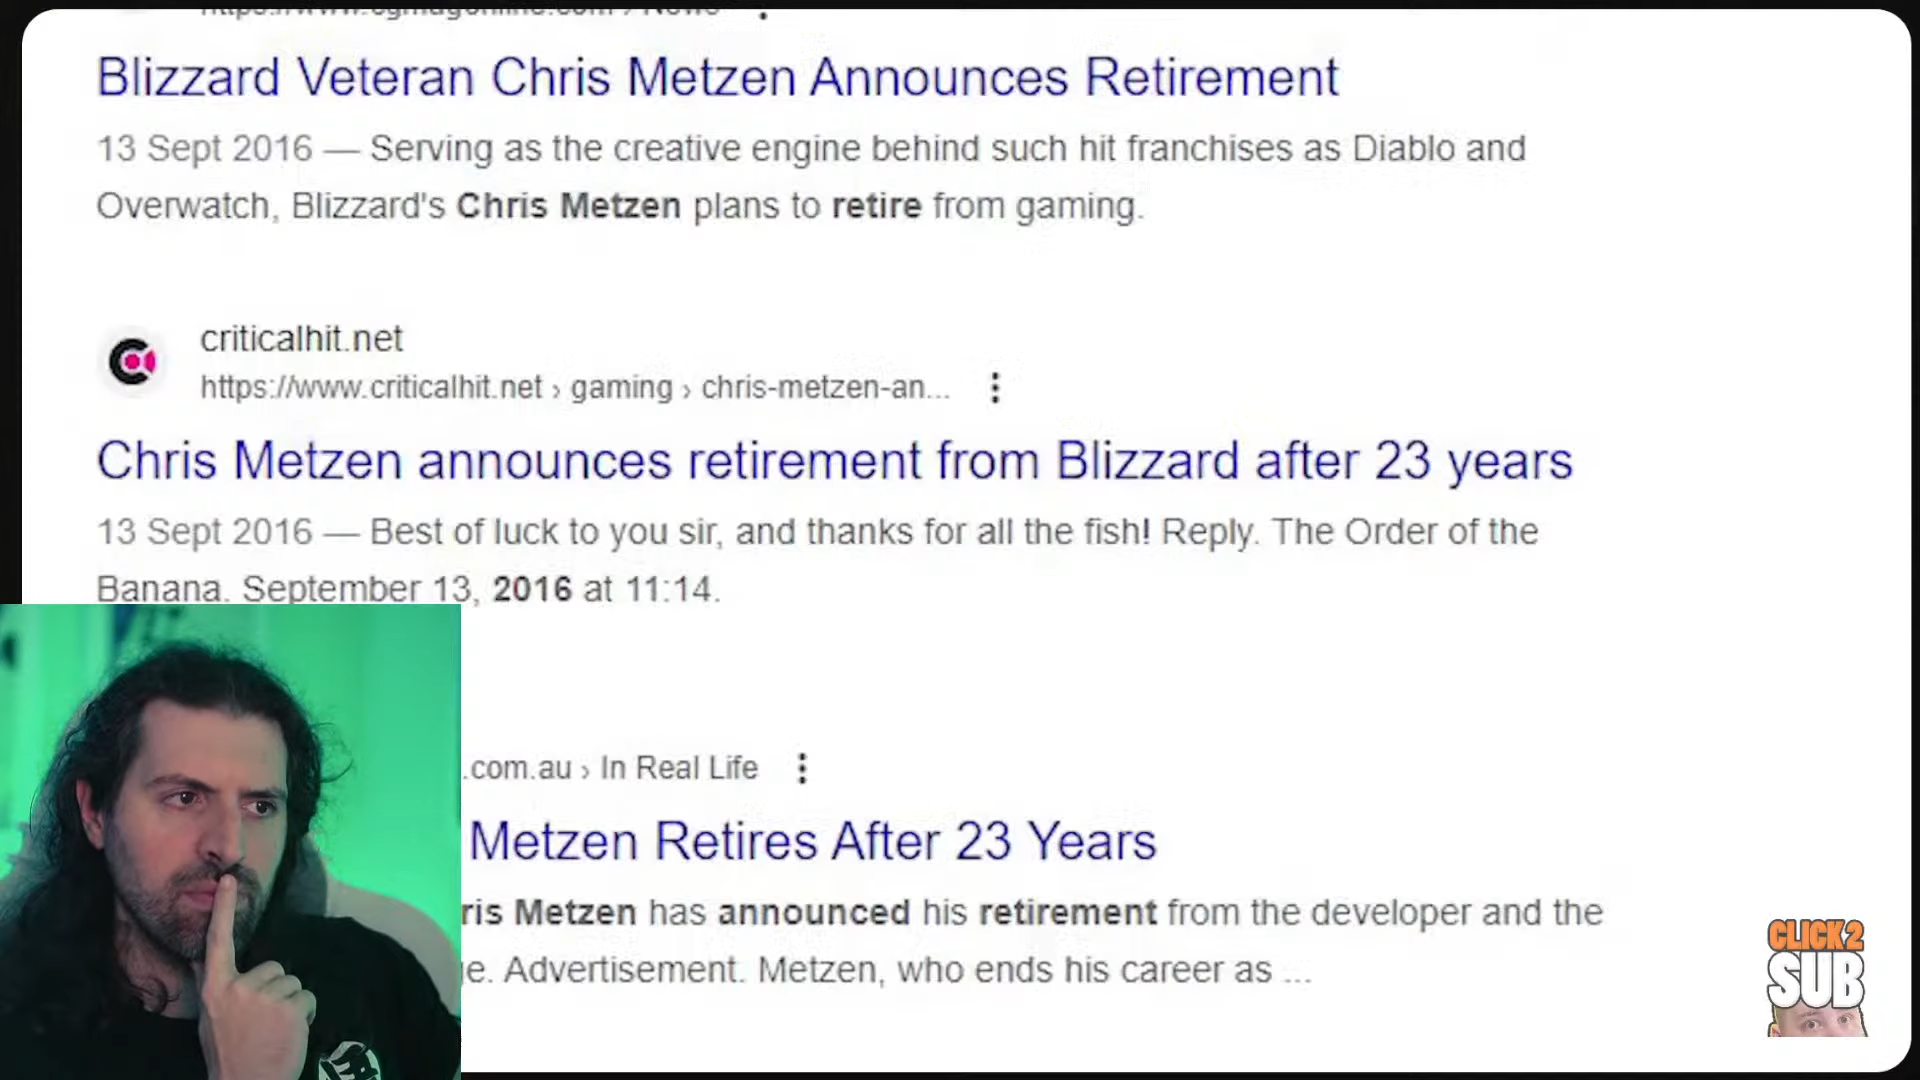 Blizzard Veteran Chris Metzen Announces Retirement
13 Sept 2016 — Serving as the creative engine behind such hit franchises as Diablo and
Overwatch, Blizzard's Chris Metzen plans to retire from gaming.
criticalhit.net
https://www.criticalhit.net › gaming › chris-metzen-an...
Chris Metzen announces retirement from Blizzard after 23 years
13 Sept 2016 — Best of luck to you sir, and thanks for all the fish! Reply. The Order of the
Banana. September 13, 2016 at 11:14.
.com.au › In Real Life
Metzen Retires After 23 Years
ris Metzen has announced his retirement from the developer and the
e. Advertisement. Metzen, who ends his career as ...
CLICK2
SUB